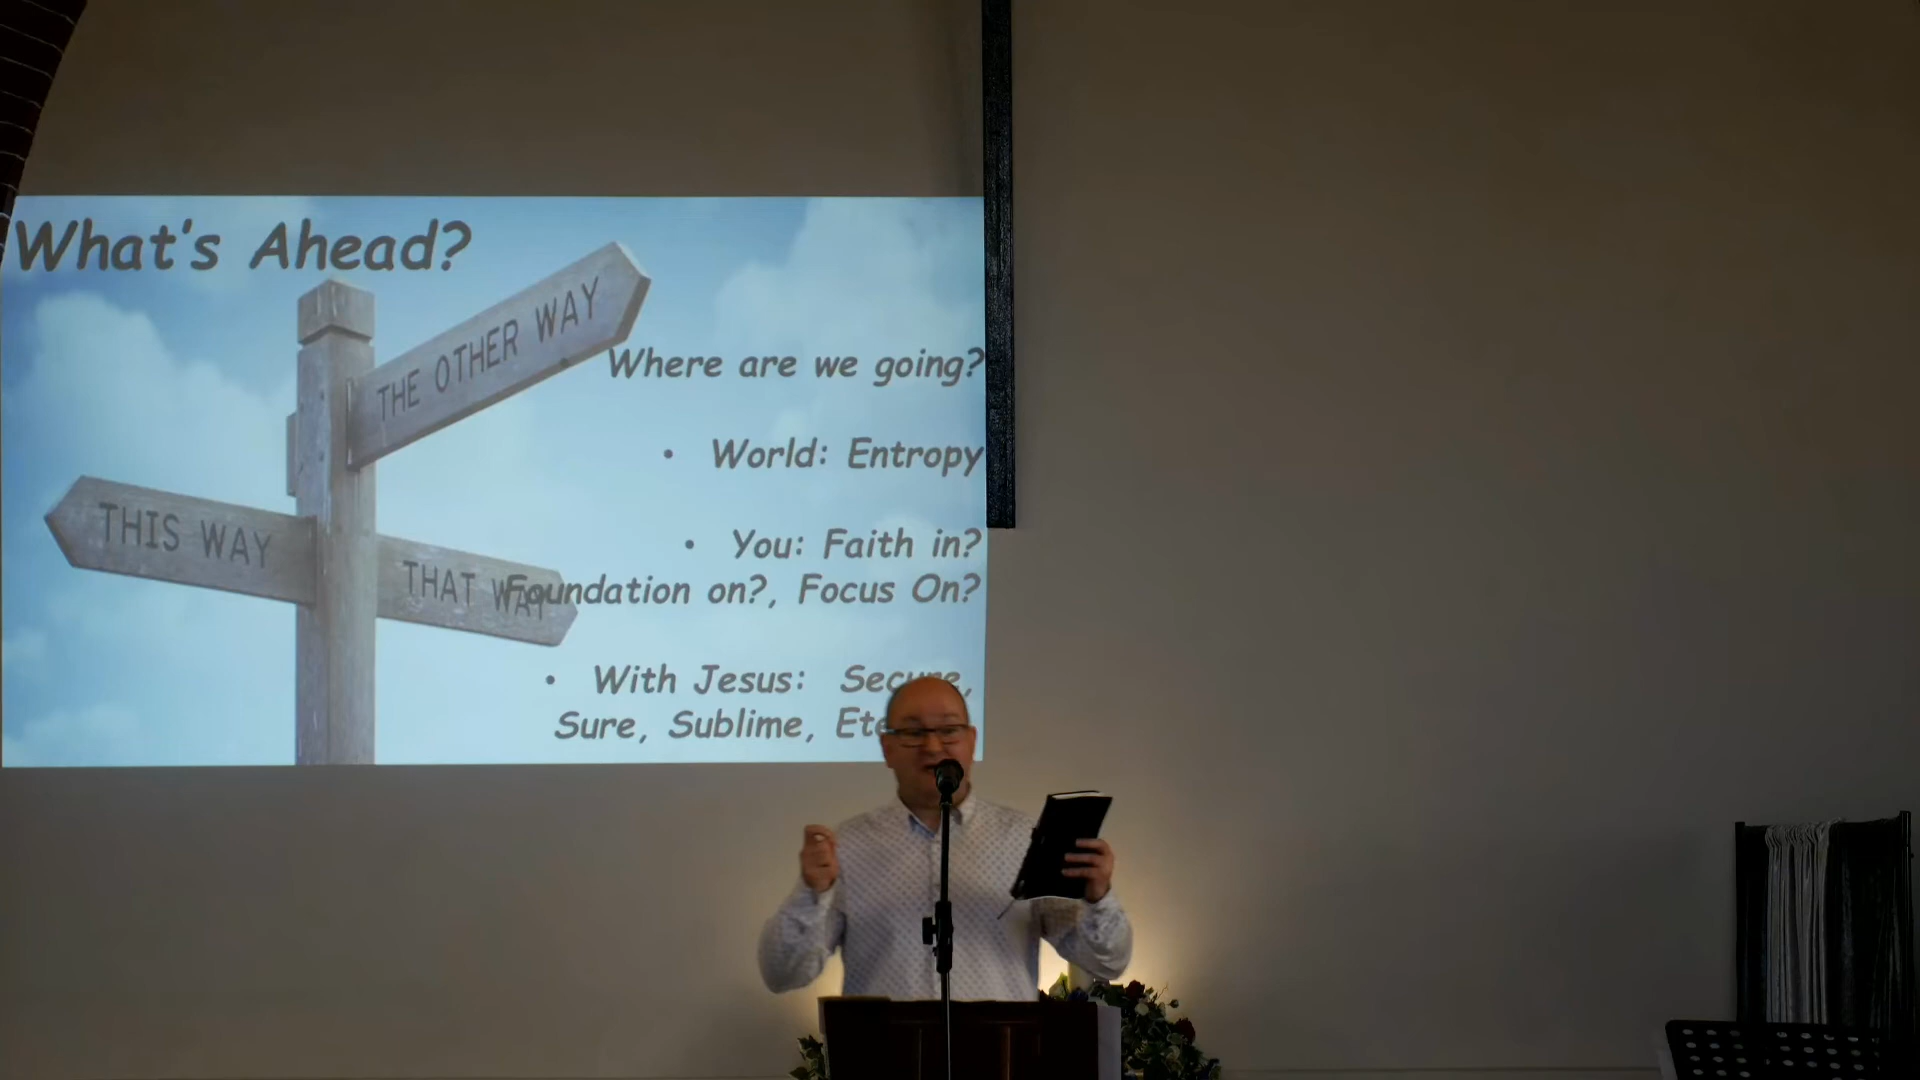 What's Ahead?
THE OTHER WAY
Where are we going?
• World: Entropy
THIS WAY
• You: Faith in?
THAT WAY
Foundation on?, Focus On?
• With Jesus: Secure,
Sure, Sublime,